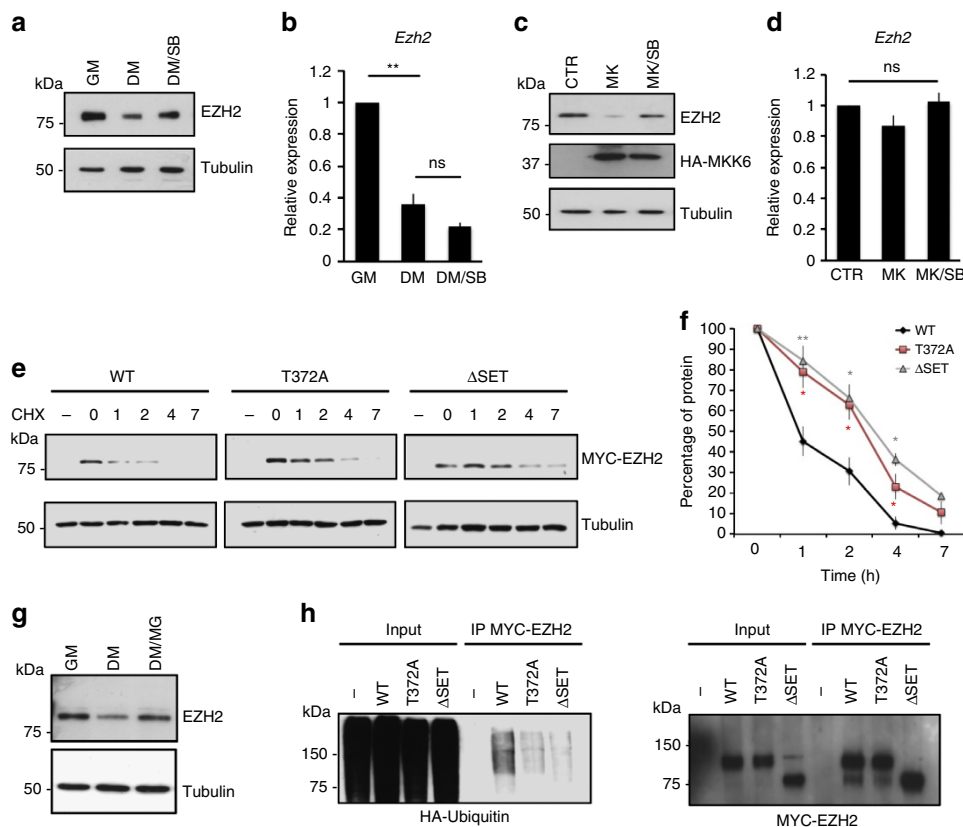 a
GM
DM
DM/SB
kDa
75
50
EZH2
Tubulin
b
Ezh2
Relative expression
1.2
1
0.8
0.6
0.4
0.2
0
**
ns
GM DM DM/SB
c
CTR
MK
MK/SB
kDa
75
37
50
EZH2
HA-MKK6
Tubulin
d
Ezh2
Relative expression
1.2
1
0.8
0.6
0.4
0.2
0
ns
CTR MK MK/SB
e
WT T372A ΔSET
CHX – 0 1 2 4 7 – 0 1 2 4 7 – 0 1 2 4 7
kDa
75
50
MYC-EZH2
Tubulin
f
Percentage of protein
100
90
80
70
60
50
40
30
20
10
0
WT
T372A
ΔSET
**
*
*
*
*
*
0 1 2 4 7
Time (h)
g
GM
DM
DM/MG
kDa
75
50
EZH2
Tubulin
h
Input IP MYC-EZH2
– WT T372A ΔSET – WT T372A ΔSET
kDa
150
75
HA-Ubiquitin
Input IP MYC-EZH2
– WT T372A ΔSET – WT T372A ΔSET
kDa
150
75
MYC-EZH2